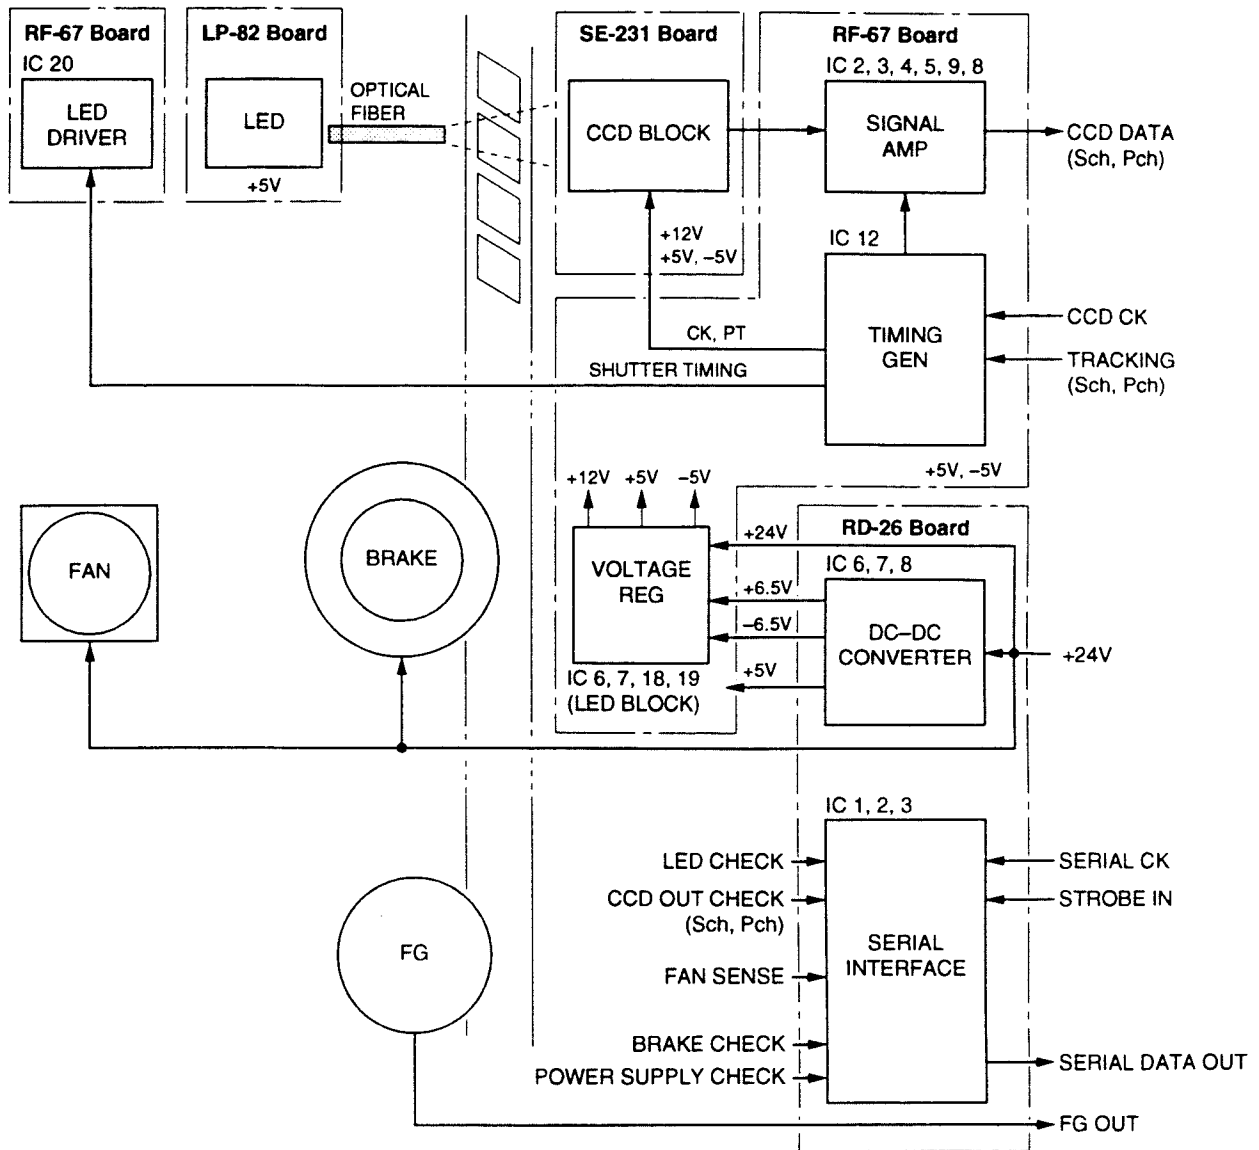 RF-67 Board
IC 20
LED
DRIVER
LP-82 Board
LED
+5V
OPTICAL
FIBER
SE-231 Board
CCD BLOCK
+12V
+5V, –5V
RF-67 Board
IC 2, 3, 4, 5, 9, 8
SIGNAL
AMP
CCD DATA
(Sch, Pch)
IC 12
TIMING
GEN
CCD CK
TRACKING
(Sch, Pch)
CK, PT
SHUTTER TIMING
+5V, –5V
FAN
BRAKE
+12V
+5V
–5V
VOLTAGE
REG
IC 6, 7, 18, 19
(LED BLOCK)
+24V
+6.5V
–6.5V
+5V
RD-26 Board
IC 6, 7, 8
DC–DC
CONVERTER
+24V
IC 1, 2, 3
SERIAL
INTERFACE
LED CHECK
CCD OUT CHECK
(Sch, Pch)
FAN SENSE
BRAKE CHECK
POWER SUPPLY CHECK
SERIAL CK
STROBE IN
SERIAL DATA OUT
FG
FG OUT